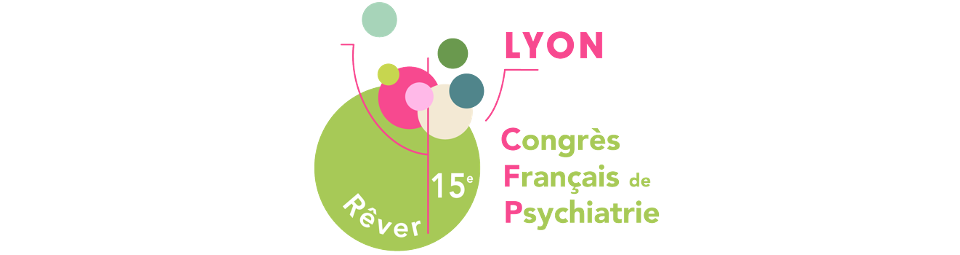 LYON
Congrès
Français de
Psychiatrie
15e
Rêver